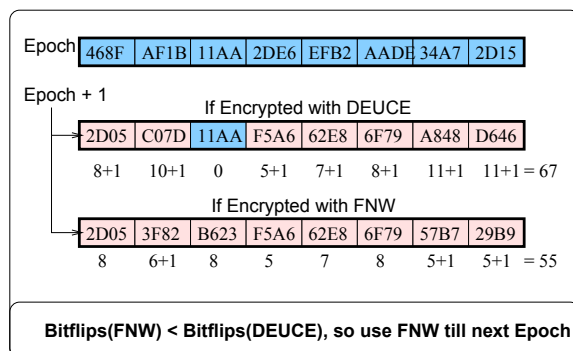 Epoch 468F AF1B 11AA 2DE6 EFB2 AADE 34A7 2D15
Epoch + 1
If Encrypted with DEUCE
2D05 C07D 11AA F5A6 62E8 6F79 A848 D646
8+1 10+1 0 5+1 7+1 8+1 11+1 11+1 = 67
If Encrypted with FNW
2D05 3F82 B623 F5A6 62E8 6F79 57B7 29B9
8 6+1 8 5 7 8 5+1 5+1 = 55
Bitflips(FNW) < Bitflips(DEUCE), so use FNW till next Epoch